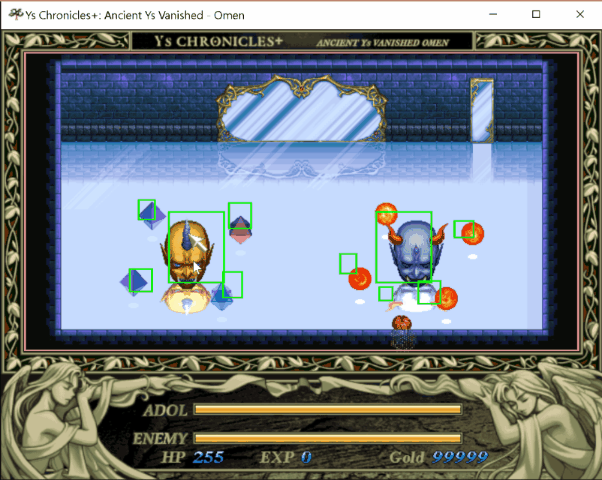 Ys Chronicles+: Ancient Ys Vanished - Omen
YS CHRONICLES+ ANCIENT YS VANISHED OMEN
ADOL
ENEMY
HP 255 EXP 0 Gold 99999